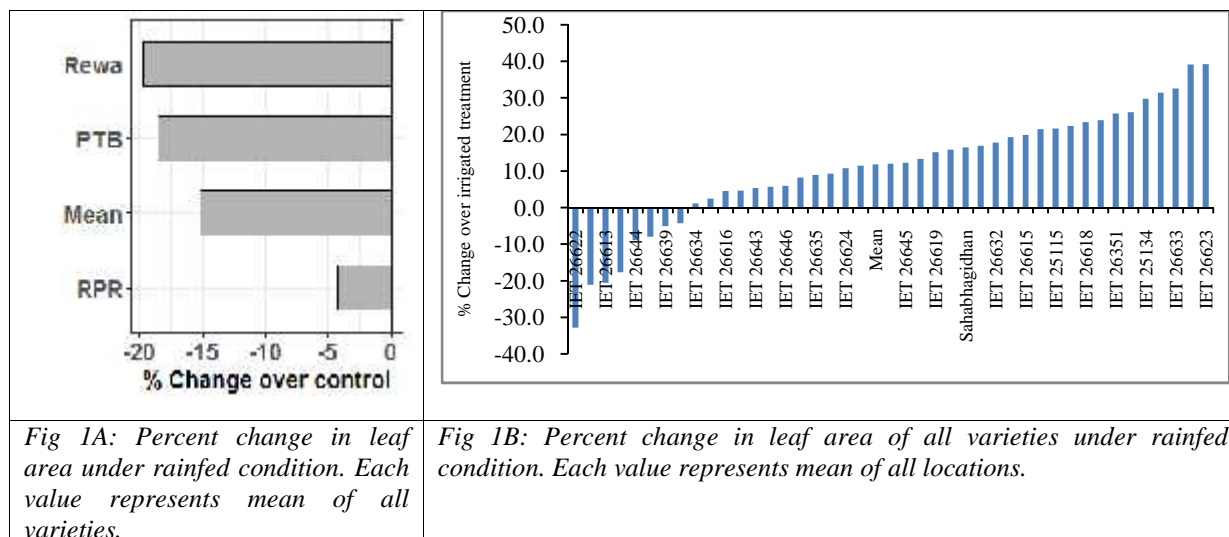 Rewa
PTB
Mean
RPR
-20 -15 -10 -5 0
% Change over control
% Change over irrigated treatment
50.0
40.0
30.0
20.0
10.0
0.0
-10.0
-20.0
-30.0
-40.0
IET 26622
IET 26613
IET 26644
IET 26639
IET 26634
IET 26616
IET 26643
IET 26646
IET 26635
IET 26624
Mean
IET 26645
IET 26619
Sahabhagidhan
IET 26632
IET 26615
IET 25115
IET 26618
IET 26351
IET 25134
IET 26633
IET 26623
Fig 1A: Percent change in leaf
area under rainfed condition. Each
value represents mean of all
varieties.
Fig 1B: Percent change in leaf area of all varieties under rainfed
condition. Each value represents mean of all locations.